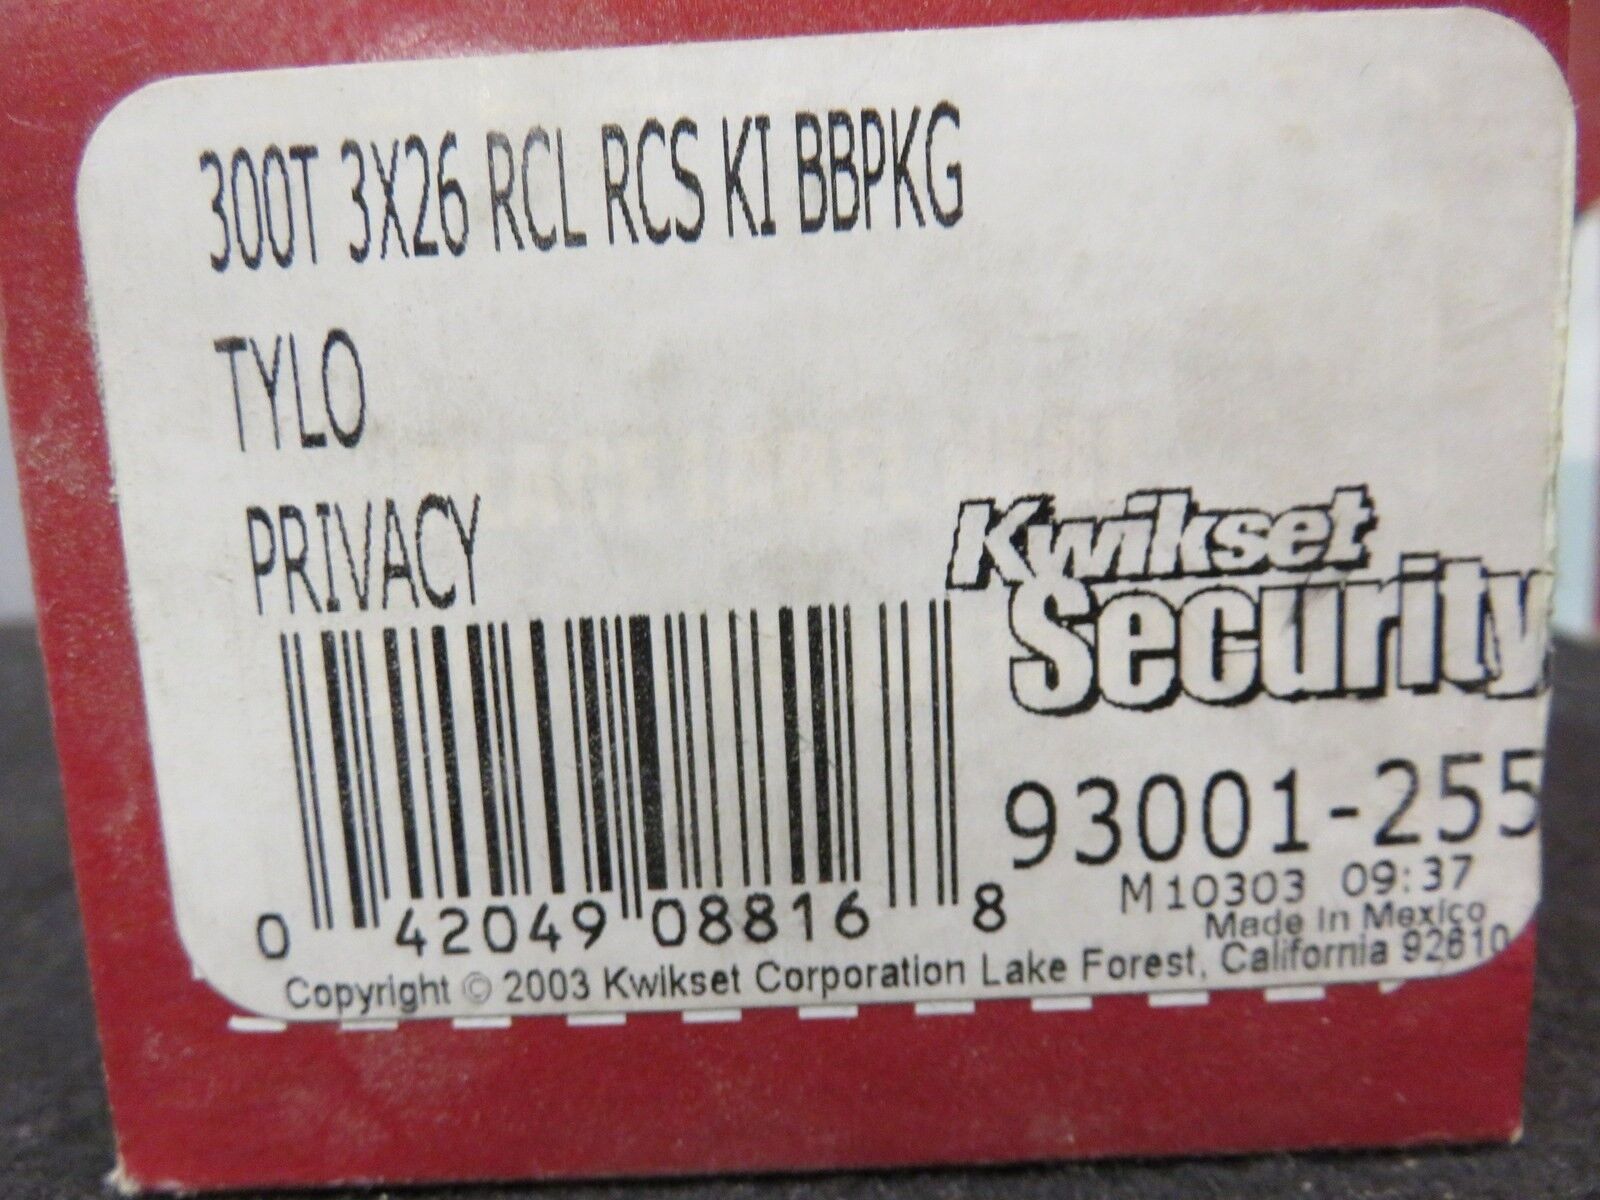 300T 3X26 RCL RCS KI BBPKG
TYLO
PRIVACY
Kwikset
Security
93001-255
0 42049 08816 8
M10303 09:37
Made In Mexico
Copyright © 2003 Kwikset Corporation Lake Forest, California 92610